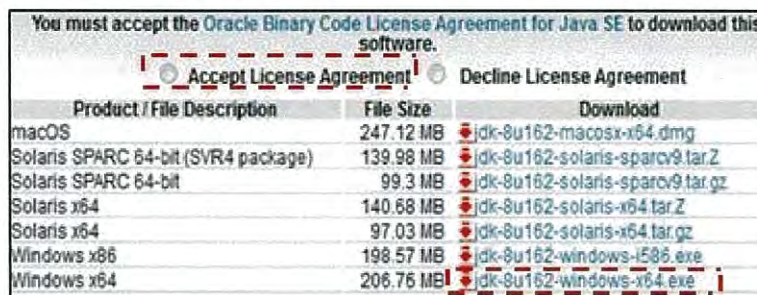 You must accept the Oracle Binary Code License Agreement for Java SE to download this
software.
Accept License Agreement Decline License Agreement
Product / File Description File Size Download
macOS 247.12 MB jdk-8u162-macosx-x64.dmg
Solaris SPARC 64-bit (SVR4 package) 139.98 MB jdk-8u162-solaris-sparcv9.tar.Z
Solaris SPARC 64-bit 99.3 MB jdk-8u162-solaris-sparcv9.tar.gz
Solaris x64 140.68 MB jdk-8u162-solaris-x64.tar.Z
Solaris x64 97.03 MB jdk-8u162-solaris-x64.tar.gz
Windows x86 198.57 MB jdk-8u162-windows-i586.exe
Windows x64 206.76 MB jdk-8u162-windows-x64.exe